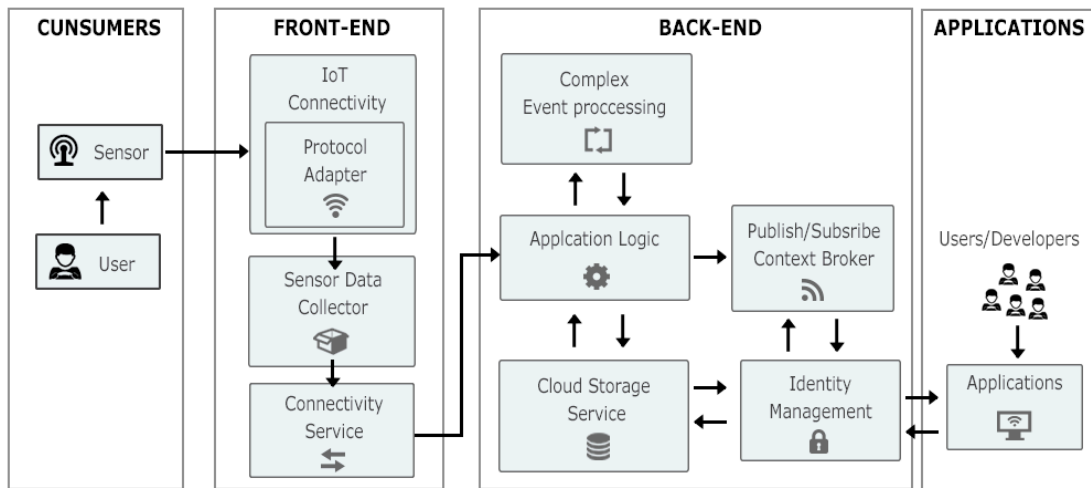 CUNSUMERS
Sensor
User
FRONT-END
IoT
Connectivity
Protocol
Adapter
Sensor Data
Collector
Connectivity
Service
BACK-END
Complex
Event proccessing
Applcation Logic
Publish/Subsribe
Context Broker
Cloud Storage
Service
Identity
Management
APPLICATIONS
Users/Developers
Applications